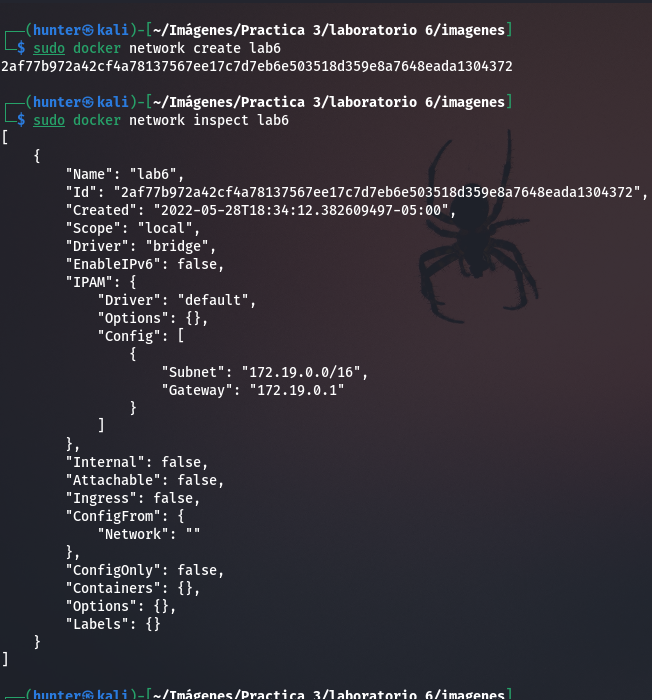 ┌──(hunter㉿kali)-[~/Imágenes/Practica 3/laboratorio 6/imagenes]
└─$ sudo docker network create lab6
2af77b972a42cf4a78137567ee17c7d7eb6e503518d359e8a7648eada1304372
┌──(hunter㉿kali)-[~/Imágenes/Practica 3/laboratorio 6/imagenes]
└─$ sudo docker network inspect lab6
[
    {
        "Name": "lab6",
        "Id": "2af77b972a42cf4a78137567ee17c7d7eb6e503518d359e8a7648eada1304372",
        "Created": "2022-05-28T18:34:12.382609497-05:00",
        "Scope": "local",
        "Driver": "bridge",
        "EnableIPv6": false,
        "IPAM": {
            "Driver": "default",
            "Options": {},
            "Config": [
                {
                    "Subnet": "172.19.0.0/16",
                    "Gateway": "172.19.0.1"
                }
            ]
        },
        "Internal": false,
        "Attachable": false,
        "Ingress": false,
        "ConfigFrom": {
            "Network": ""
        },
        "ConfigOnly": false,
        "Containers": {},
        "Options": {},
        "Labels": {}
    }
]
┌──(hunter㉿kali)-[~/Imágenes/Practica 3/laboratorio 6/imagenes]